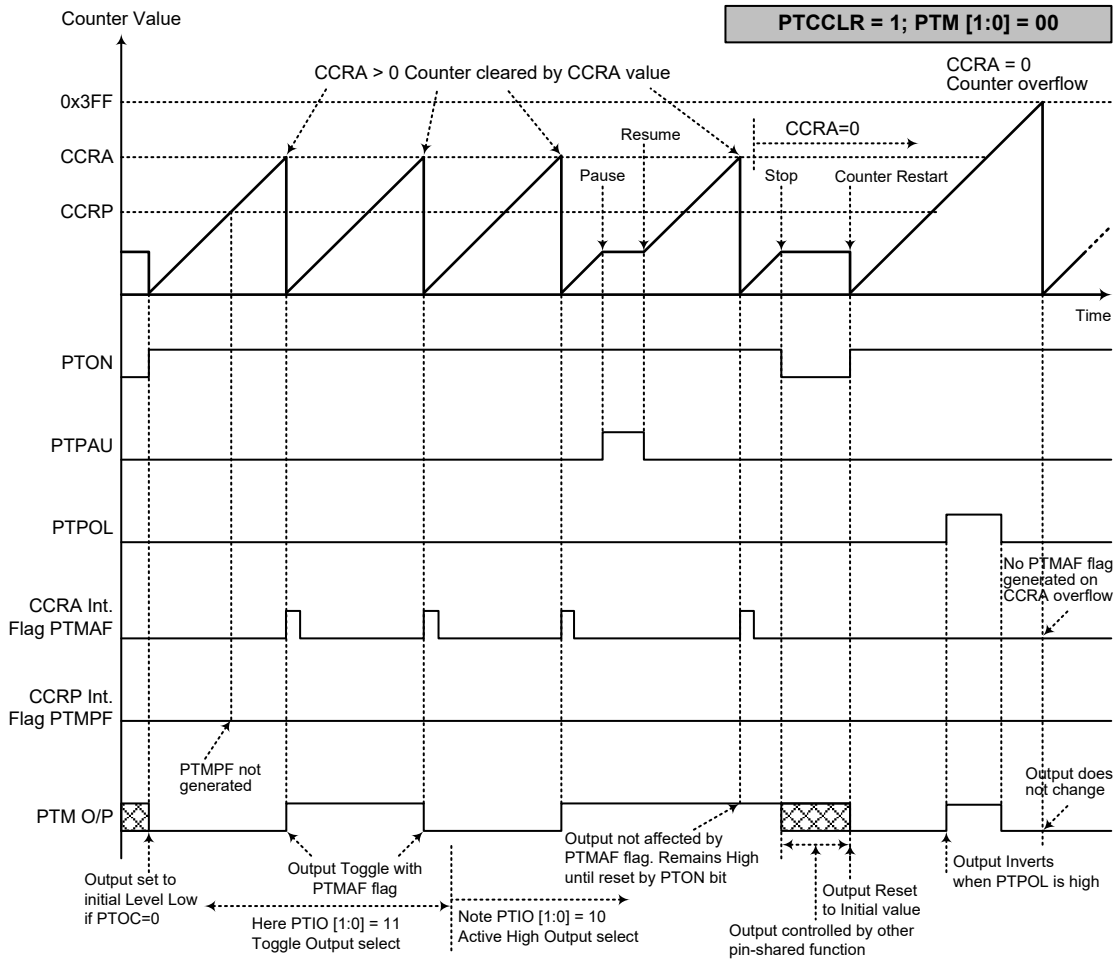 Counter Value
PTCCLR = 1; PTM [1:0] = 00
CCRA > 0 Counter cleared by CCRA value
CCRA = 0
Counter overflow
0x3FF
Resume
CCRA=0
CCRA
Pause
Stop
Counter Restart
CCRP
Time
PTON
PTPAU
PTPOL
No PTMAF flag
generated on
CCRA overflow
CCRA Int.
Flag PTMAF
CCRP Int.
Flag PTMPF
PTMPF not
generated
Output does
not change
PTM O/P
Output set to
initial Level Low
if PTOC=0
Output Toggle with
PTMAF flag
Output not affected by
PTMAF flag. Remains High
until reset by PTON bit
Output Inverts
when PTPOL is high
Output Reset
to Initial value
Here PTIO [1:0] = 11
Toggle Output select
Note PTIO [1:0] = 10
Active High Output select
Output controlled by other
pin-shared function